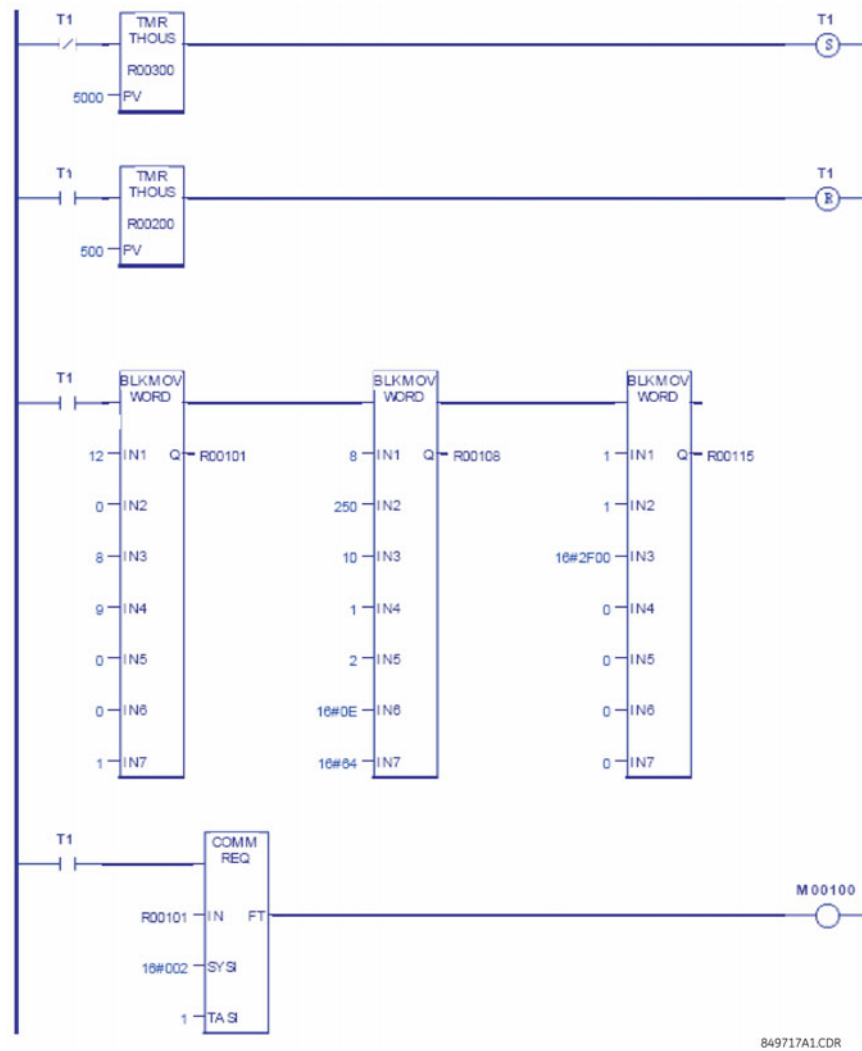 T1 T1
TMR
THOUS
R00300
S
5000 PV
T1 T1
TMR
THOUS
R00200
R
500 PV
T1
BLKMOV WORD BLKMOV WORD BLKMOV WORD
12 IN1 Q R00101 8 IN1 Q R00108 1 IN1 Q R00115
0 IN2 250 IN2 1 IN2
8 IN3 10 IN3 16#2F00 IN3
9 IN4 1 IN4 0 IN4
0 IN5 2 IN5 0 IN5
0 IN6 16#0E IN6 0 IN6
1 IN7 16#64 IN7 0 IN7
T1
COMM
REQ
M00100
R00101 IN FT
16#002 SYSI
1 TASI
849717A1.CDR